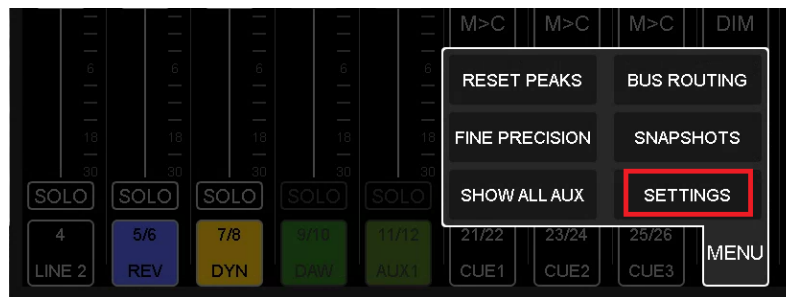 M>C M>C M>C DIM
6 6 6 6 6
RESET PEAKS BUS ROUTING
18 18 18 18 18
FINE PRECISION SNAPSHOTS
30 30 30 30 30
SOLO SOLO SOLO SOLO SOLO
SHOW ALL AUX SETTINGS
4 5/6 7/8 9/10 11/12 21/22 23/24 25/26
MENU
LINE 2 REV DYN DAW AUX1 CUE1 CUE2 CUE3